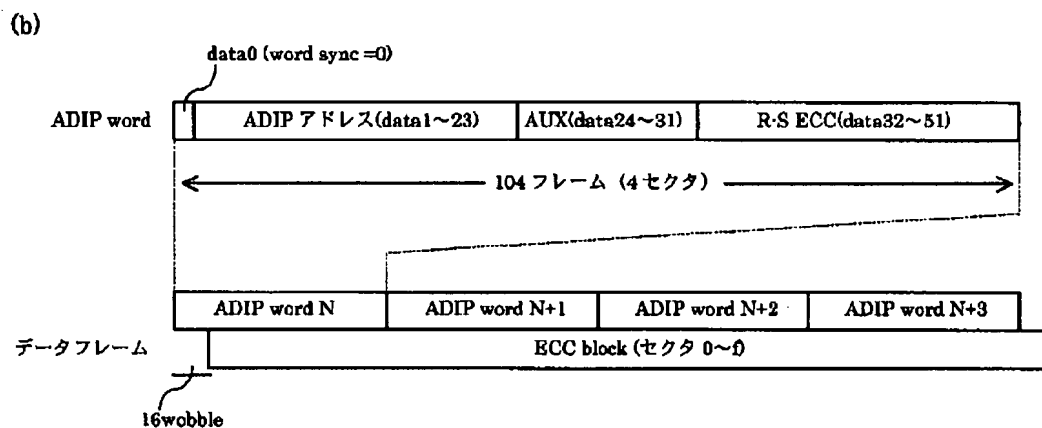 (b)
data0 (word sync =0)
ADIP word
ADIP アドレス(data1～23)
AUX(data24～31)
R·S ECC(data32～51)
104 フレーム (4 セクタ)
ADIP word N
ADIP word N+1
ADIP word N+2
ADIP word N+3
データフレーム
ECC block (セクタ 0～f)
16wobble